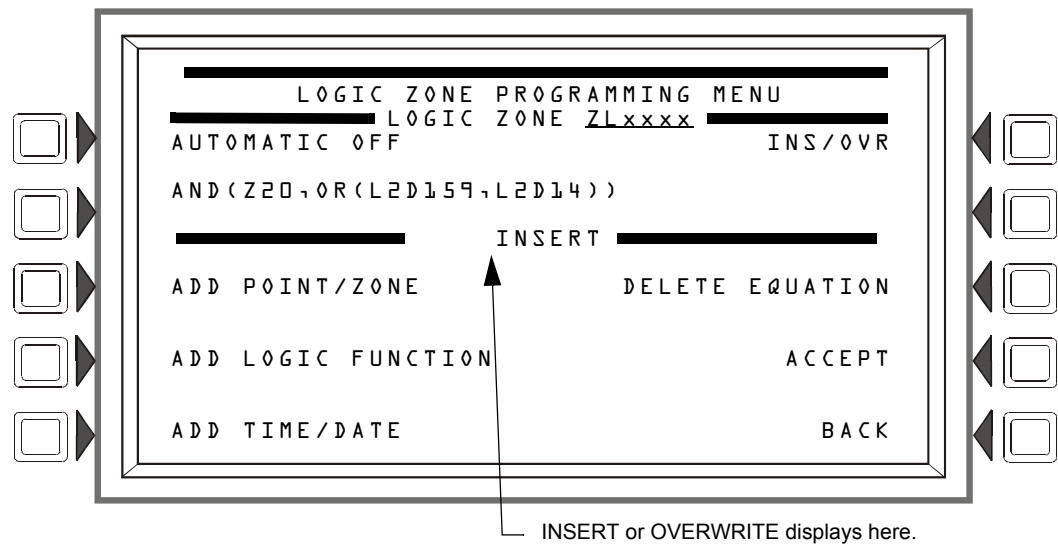 LOGIC ZONE PROGRAMMING MENU
LOGIC ZONE ZLxxxx
AUTOMATIC OFF INS/OVR
AND(Z20,OR(L2D159,L2D14))
INSERT
ADD POINT/ZONE DELETE EQUATION
ADD LOGIC FUNCTION ACCEPT
ADD TIME/DATE BACK
INSERT or OVERWRITE displays here.